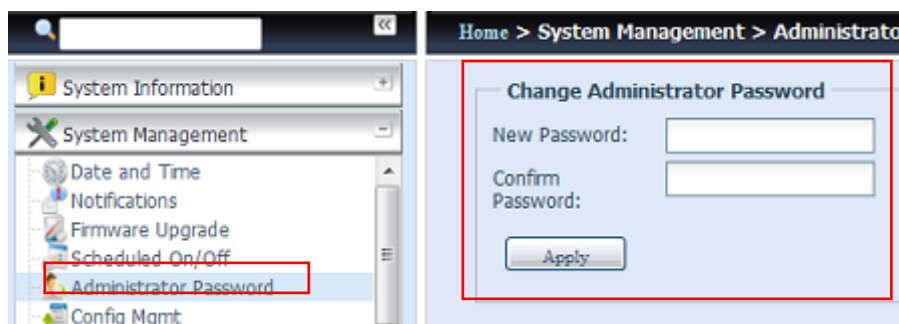 Home > System Management > Administrato
System Information
System Management
Date and Time
Notifications
Firmware Upgrade
Scheduled On/Off
Administrator Password
Config Mgmt
Change Administrator Password
New Password:
Confirm
Password:
Apply